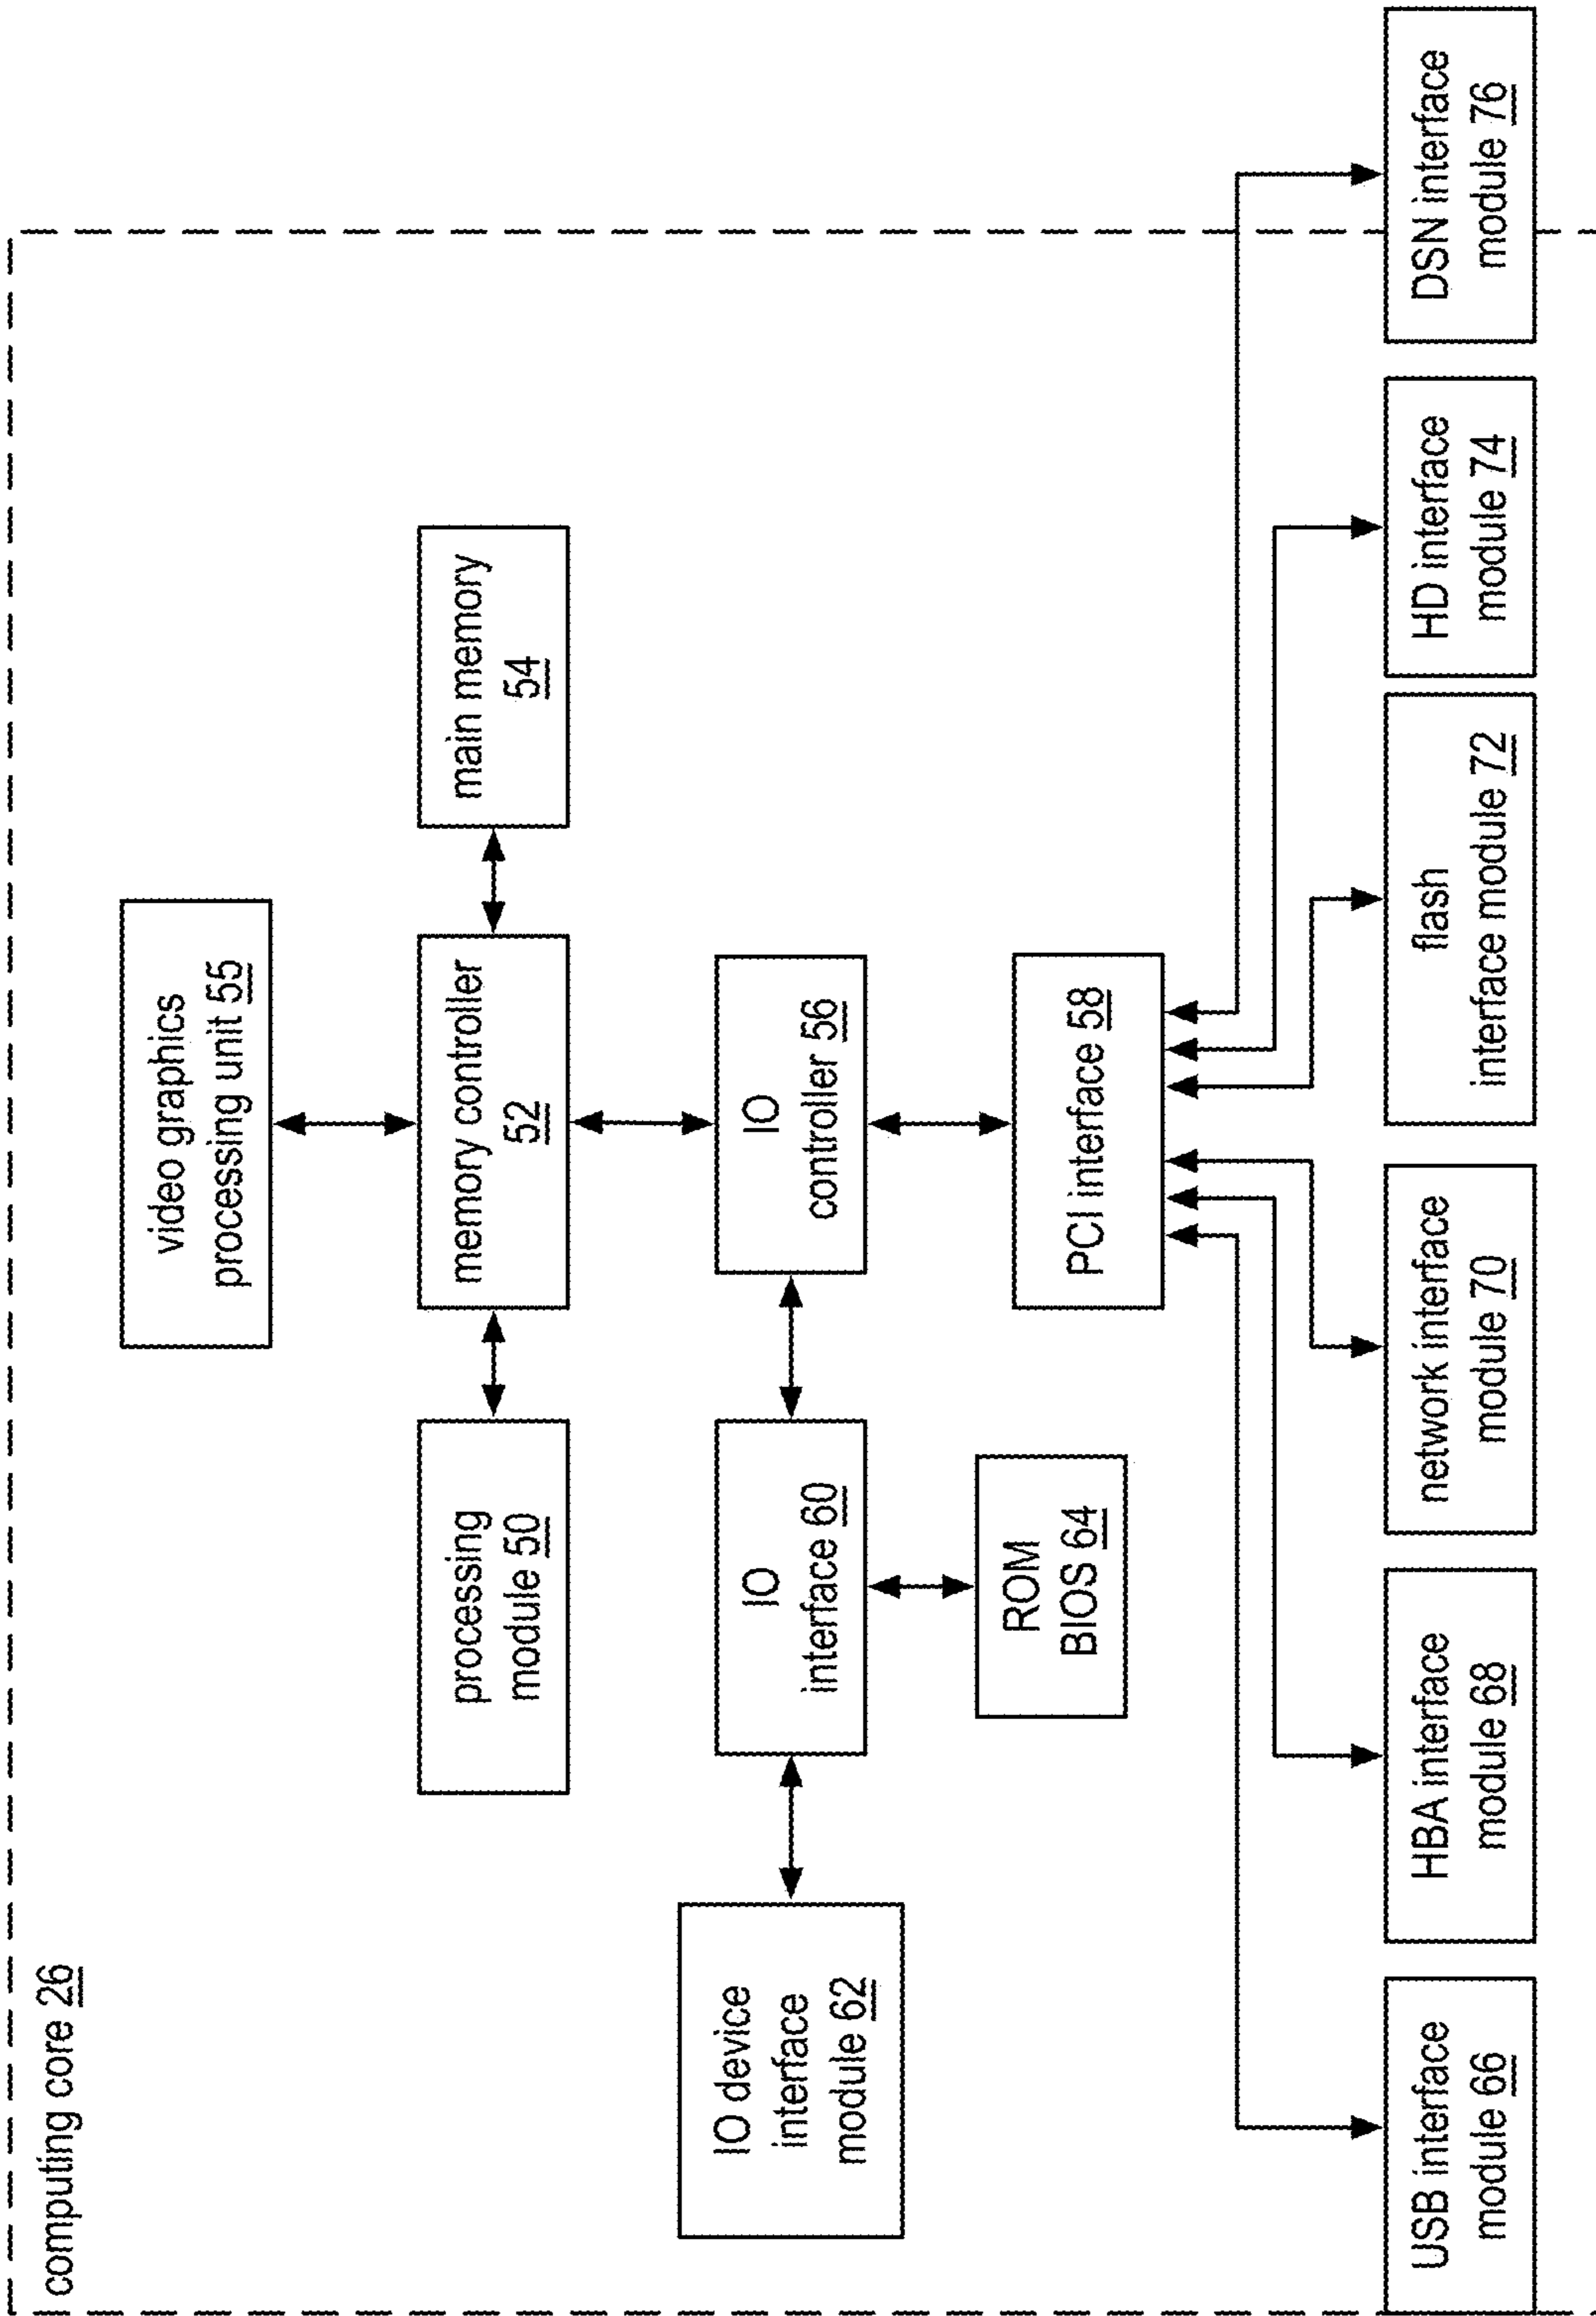 computing core 26
video graphics
processing unit 55
processing
module 50
memory controller
52
main memory
54
IO device
interface
module 62
IO
interface 60
IO
controller 56
ROM
BIOS 64
PCI interface 58
USB interface
module 66
HBA interface
module 68
network interface
module 70
flash
interface module 72
HD interface
module 74
DSN interface
module 76